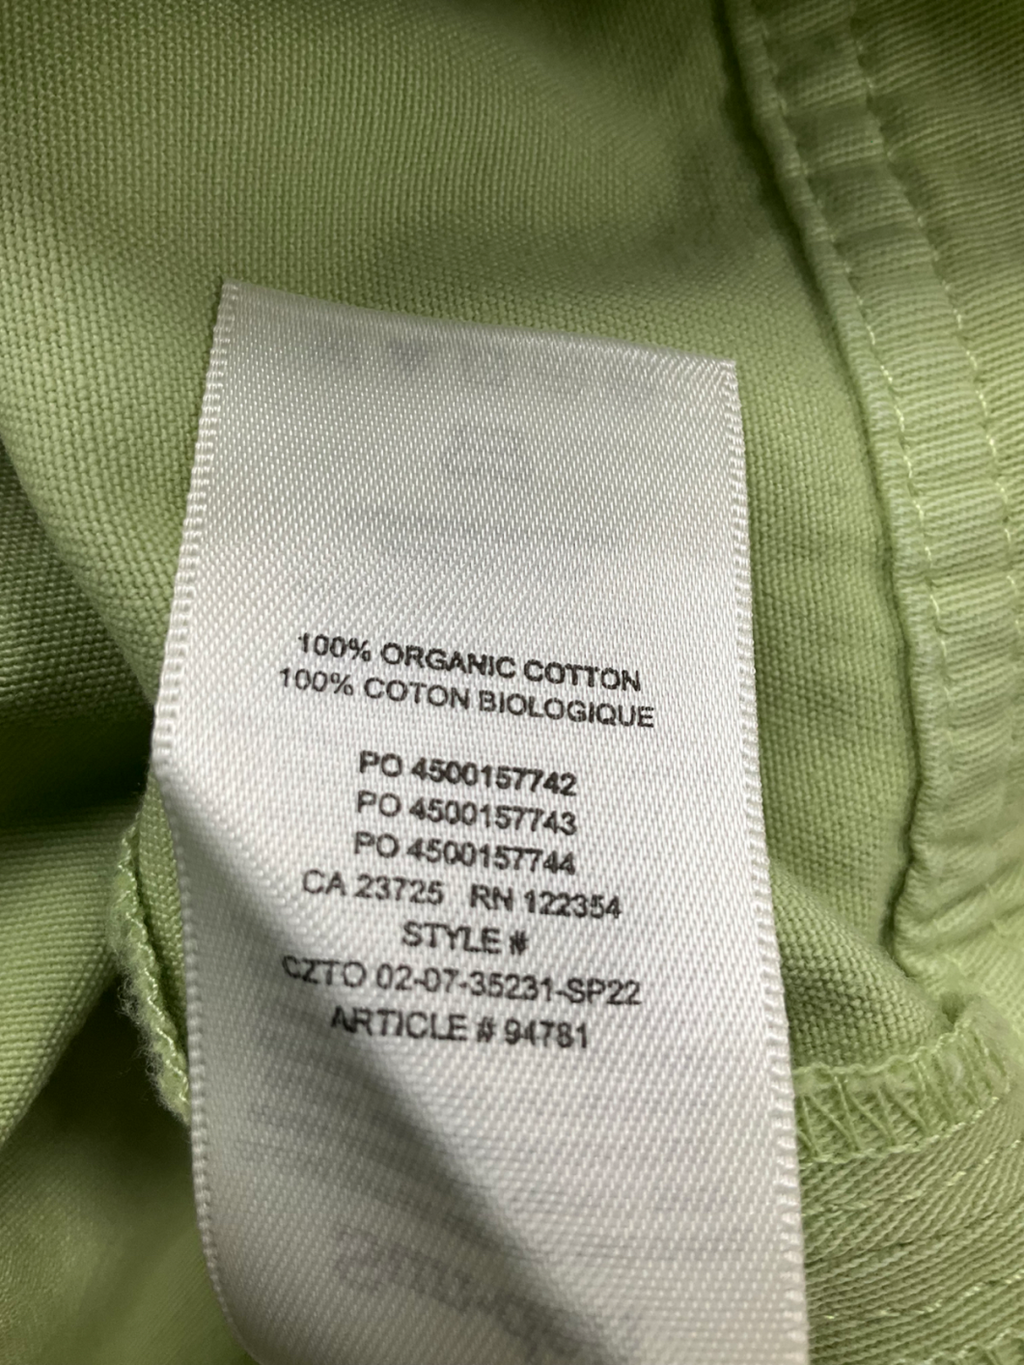 100% ORGANIC COTTON
100% COTON BIOLOGIQUE
PO 4500157742
PO 4500157743
PO 4500157744
CA 23725 RN 122354
STYLE #
CZTO 02-07-35231-SP22
ARTICLE # 94781